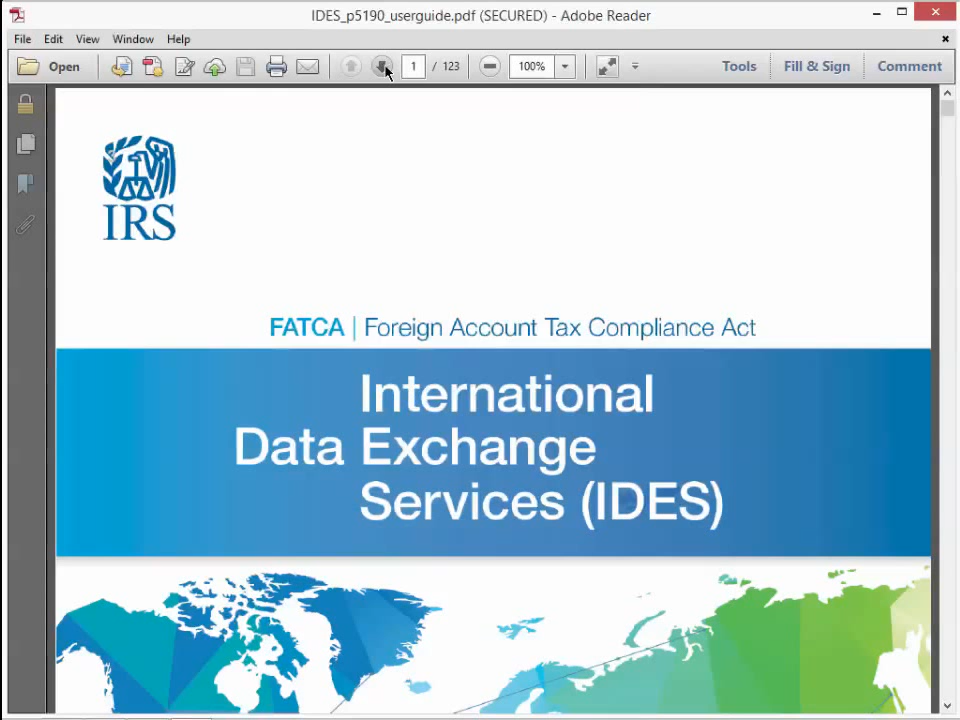 IDES_p5190_userguide.pdf (SECURED) - Adobe Reader
File Edit View Window Help
Open 1 / 123 100% Tools Fill & Sign Comment
IRS
FATCA | Foreign Account Tax Compliance Act
International
Data Exchange
Services (IDES)